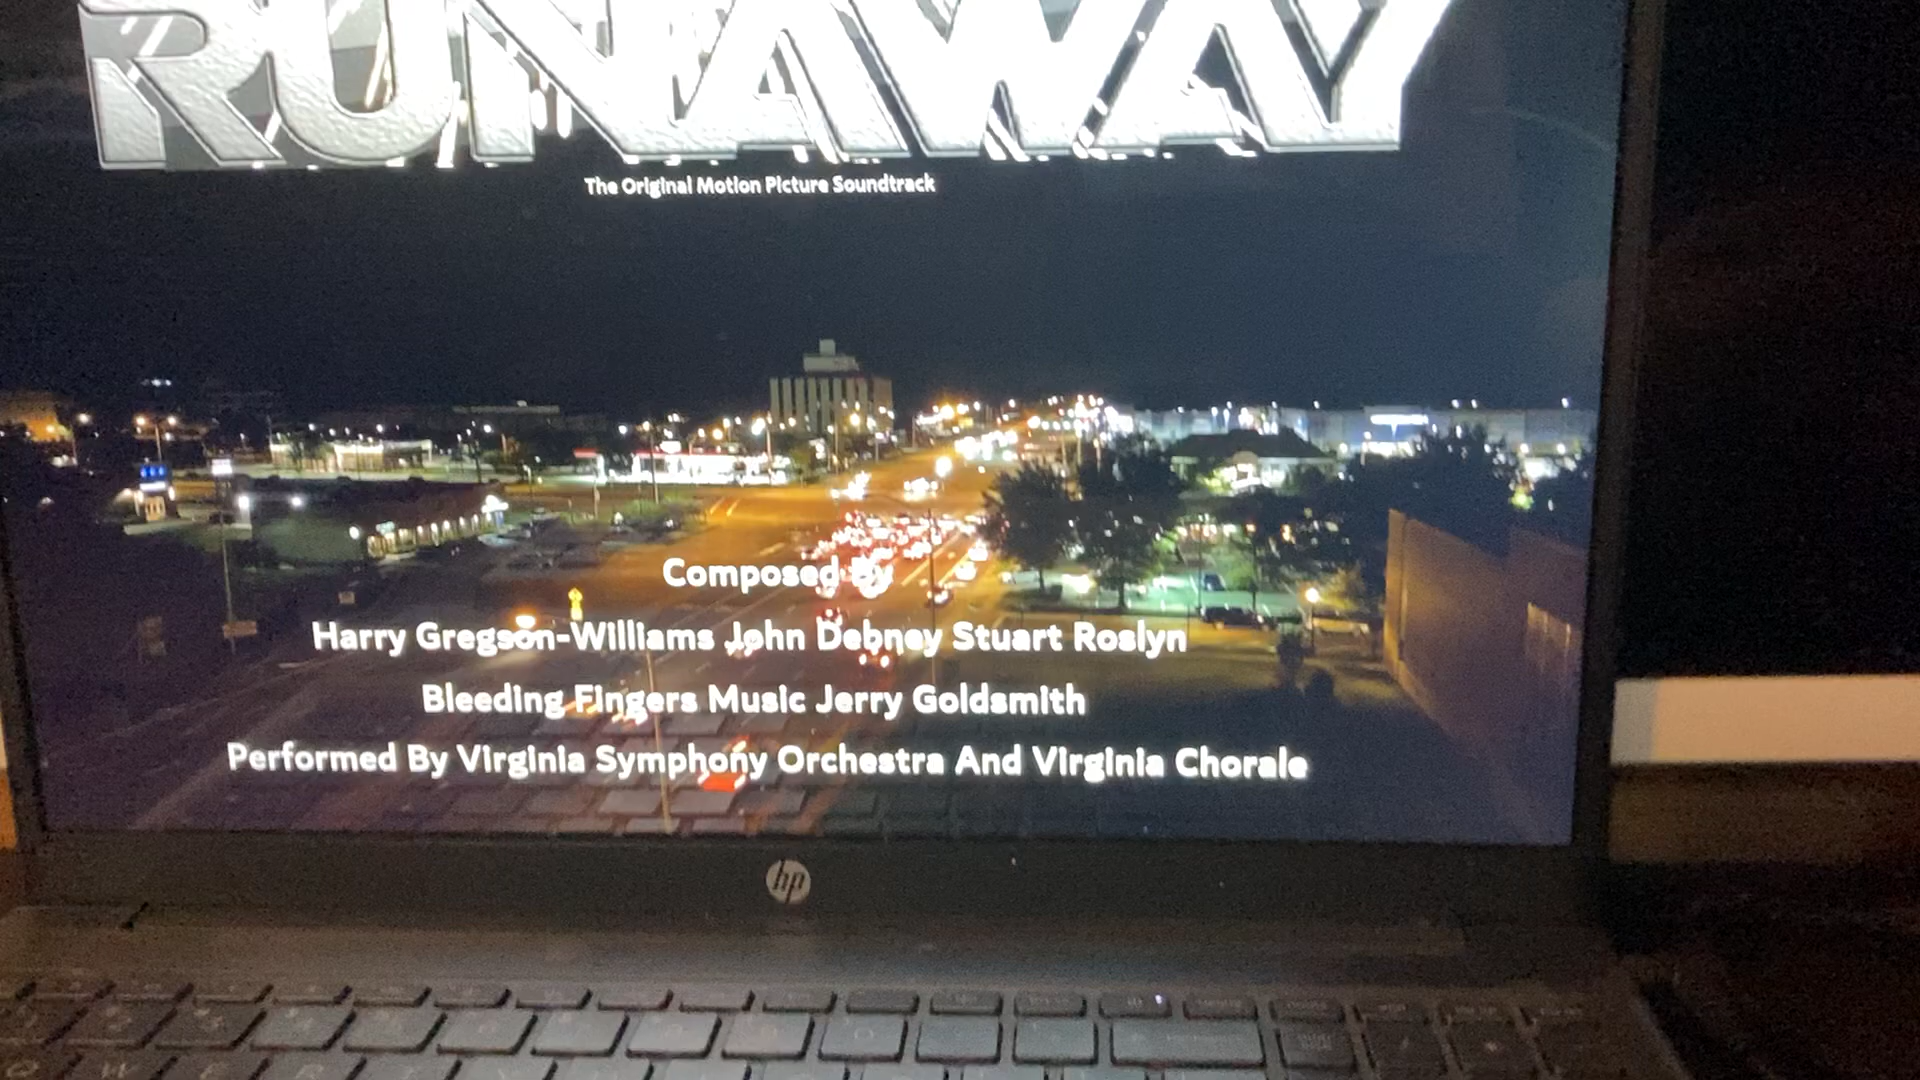 RUNAWAY
The Original Motion Picture Soundtrack
Composed By
Harry Gregson-Williams John Debney Stuart Roslyn
Bleeding Fingers Music Jerry Goldsmith
Performed By Virginia Symphony Orchestra And Virginia Chorale
hp